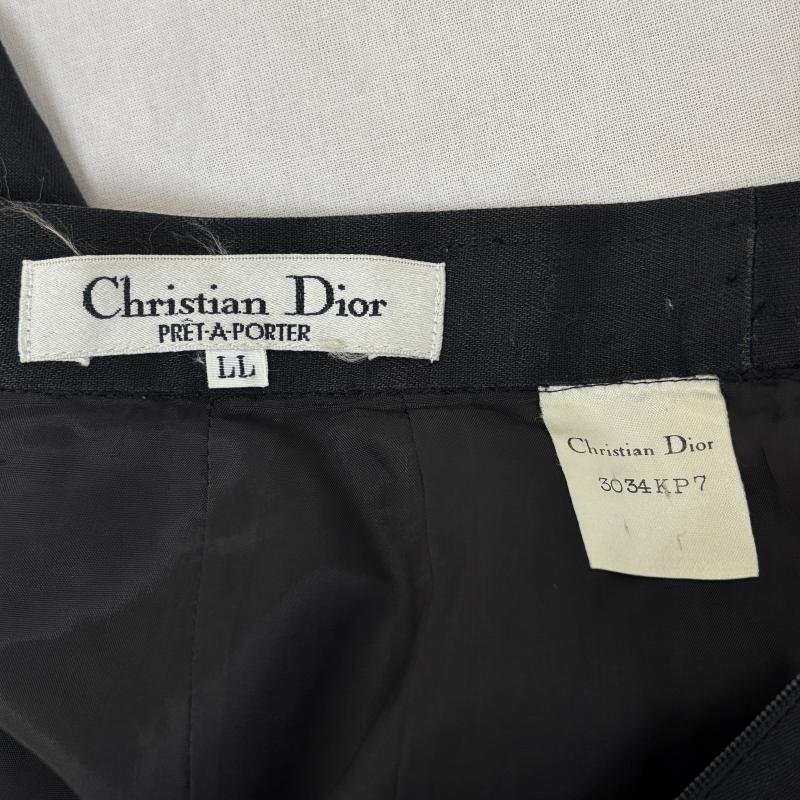 Christian Dior
PRÊT-À-PORTER
LL
Christian Dior
3034KP7